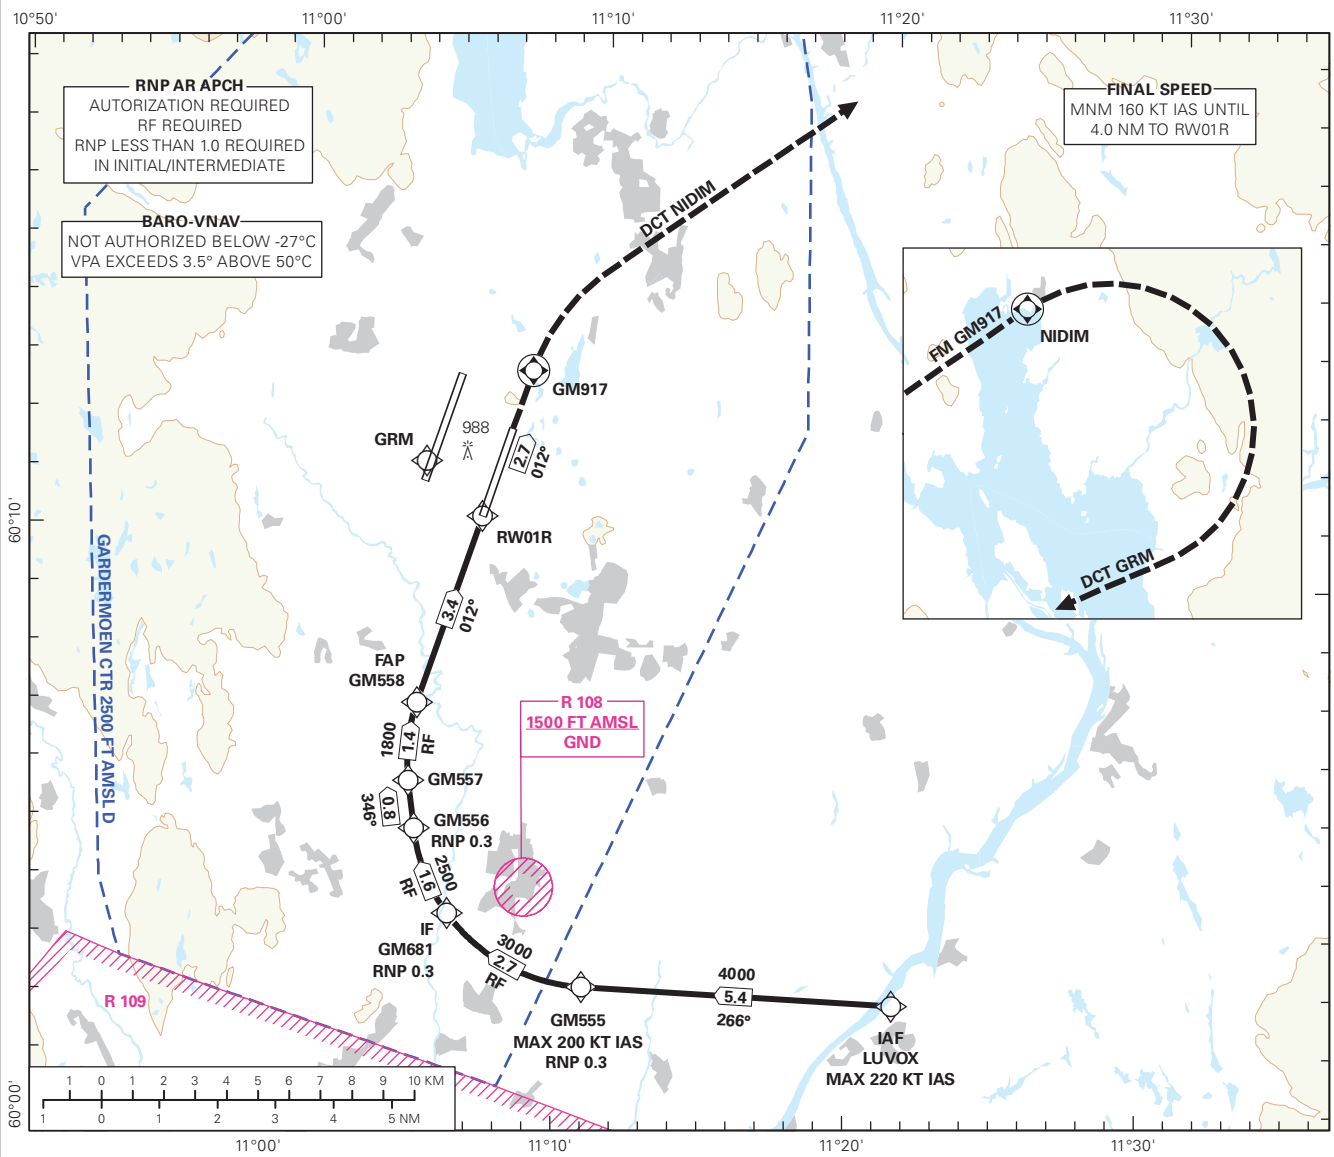 10°50'
11°00'
11°10'
11°20'
11°30'
RNP AR APCH
AUTORIZATION REQUIRED
RF REQUIRED
RNP LESS THAN 1.0 REQUIRED
IN INITIAL/INTERMEDIATE
BARO-VNAV
NOT AUTHORIZED BELOW -27°C
VPA EXCEEDS 3.5° ABOVE 50°C
FINAL SPEED
MNM 160 KT IAS UNTIL
4.0 NM TO RW01R
DCT NIDIM
FM GM917
NIDIM
DCT GRM
GM917
GRM
988
2.7
012°
RW01R
60°10'
GARDERMOEN CTR 2500 FT AMSL D
3.4
012°
FAP
GM558
1800
1.4
RF
GM557
346°
0.8
GM556
RNP 0.3
2500
1.6
RF
R 108
1500 FT AMSL
GND
IF
GM681
RNP 0.3
3000
2.7
RF
4000
5.4
266°
GM555
MAX 200 KT IAS
RNP 0.3
IAF
LUVOX
MAX 220 KT IAS
R 109
1 0 1 2 3 4 5 6 7 8 9 10 KM
1 0 1 2 3 4 5 NM
60°00'
11°00'
11°10'
11°20'
11°30'